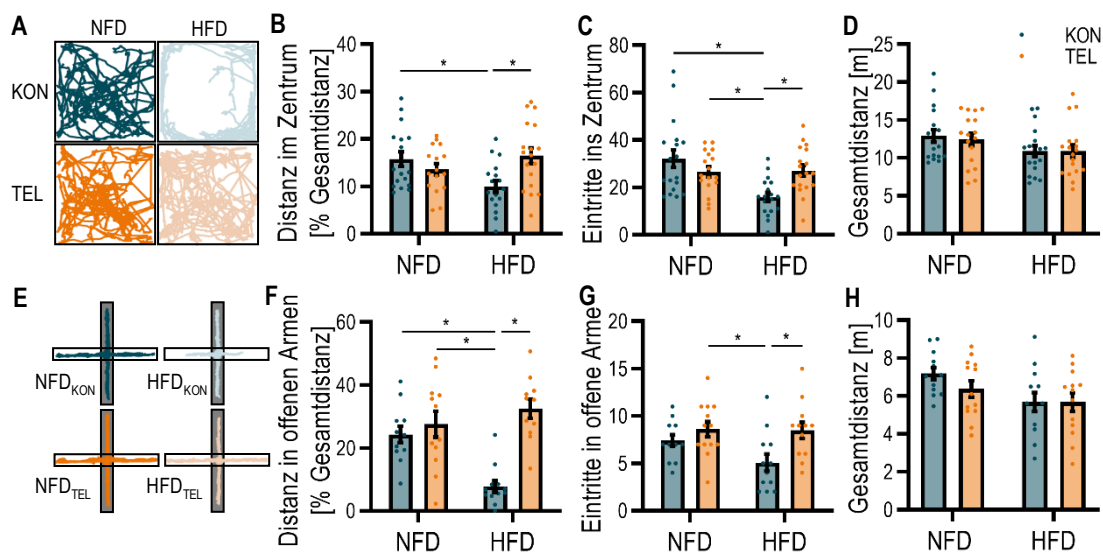 A
NFD
HFD
KON
TEL
B
Distanz im Zentrum
[% Gesamtdistanz]
40
30
20
10
0
*
*
NFD
HFD
C
Eintritte ins Zentrum
80
60
40
20
0
*
*
*
NFD
HFD
D
Gesamtdistanz [m]
25
20
15
10
5
0
KON
TEL
NFD
HFD
E
NFDKON
HFDKON
NFDTEL
HFDTEL
F
Distanz in offenen Armen
[% Gesamtdistanz]
60
40
20
0
*
*
*
NFD
HFD
G
Eintritte in offene Arme
15
10
5
0
*
*
NFD
HFD
H
Gesamtdistanz [m]
10
8
6
4
2
0
NFD
HFD